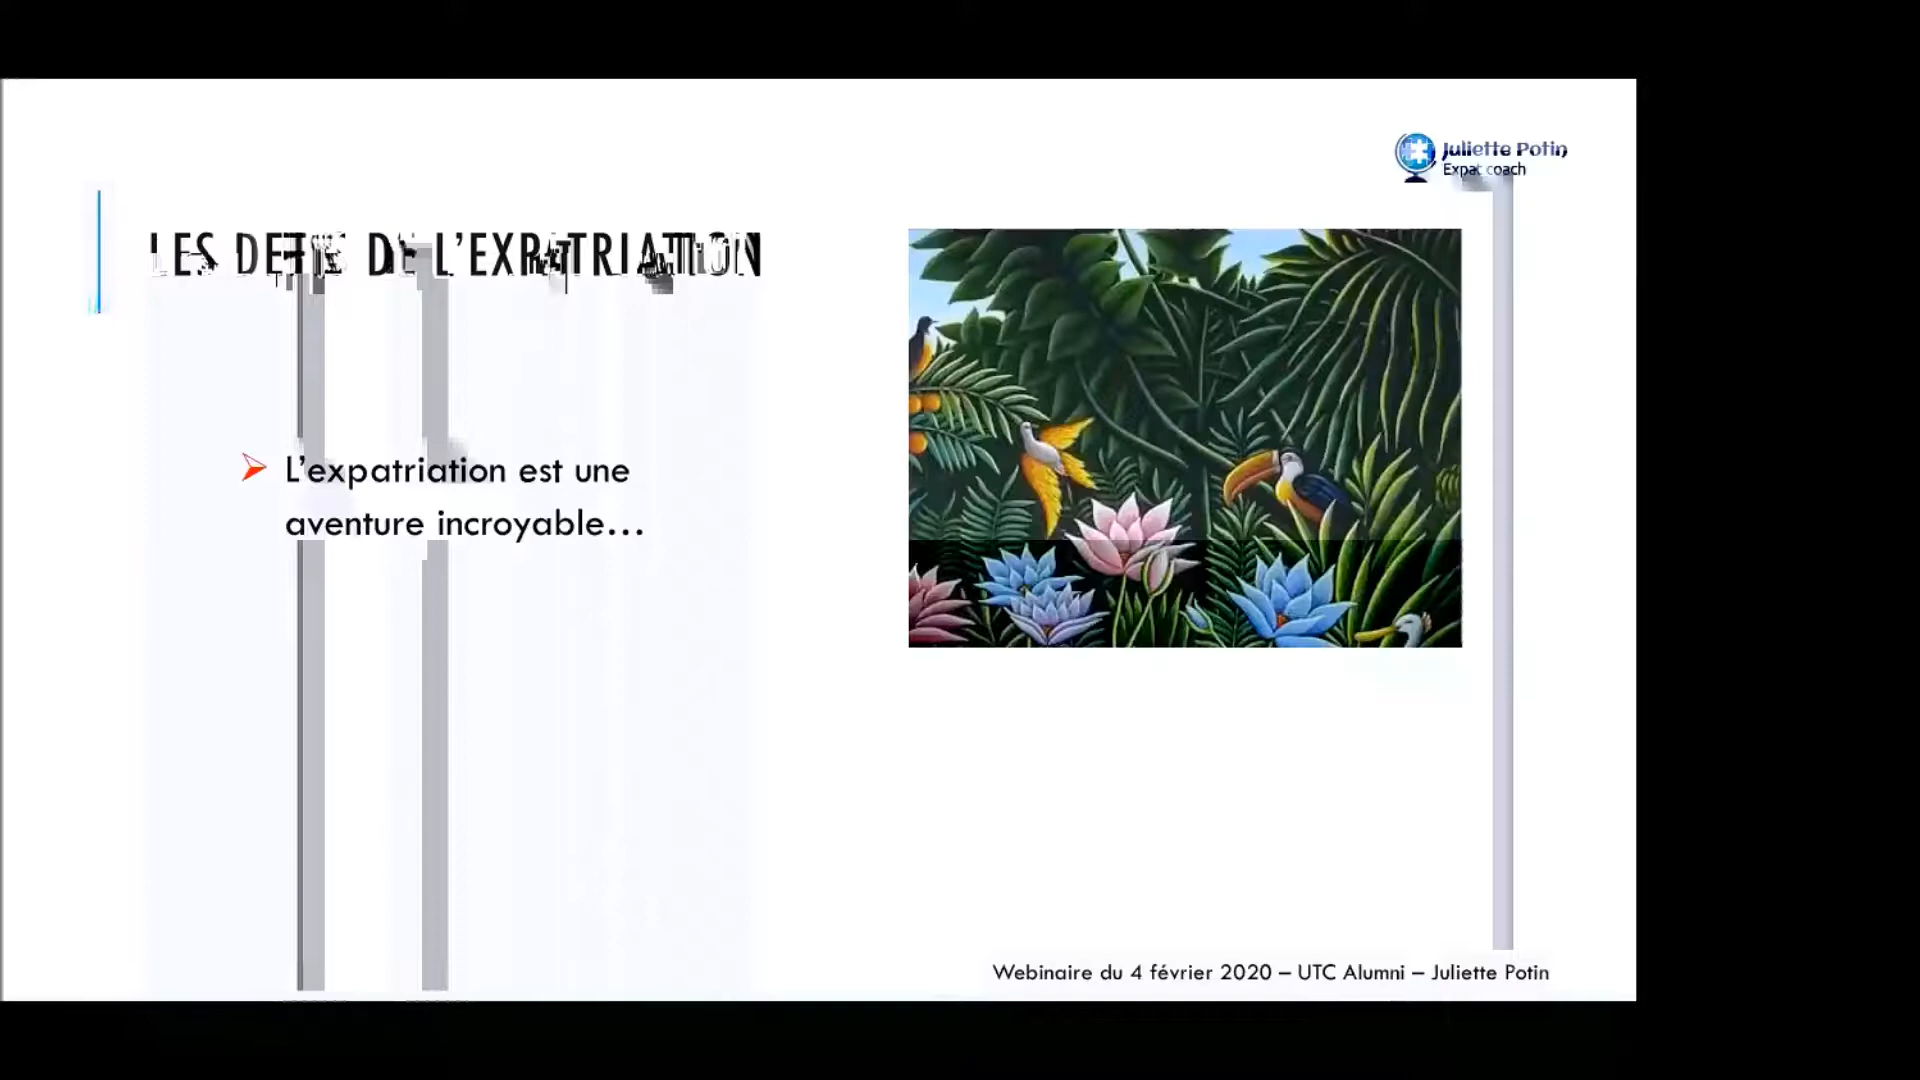 Juliette Potin
Expat coach
LES DEFIS DE L'EXPATRIATION
L'expatriation est une
aventure incroyable...
Webinaire du 4 février 2020 – UTC Alumni – Juliette Potin